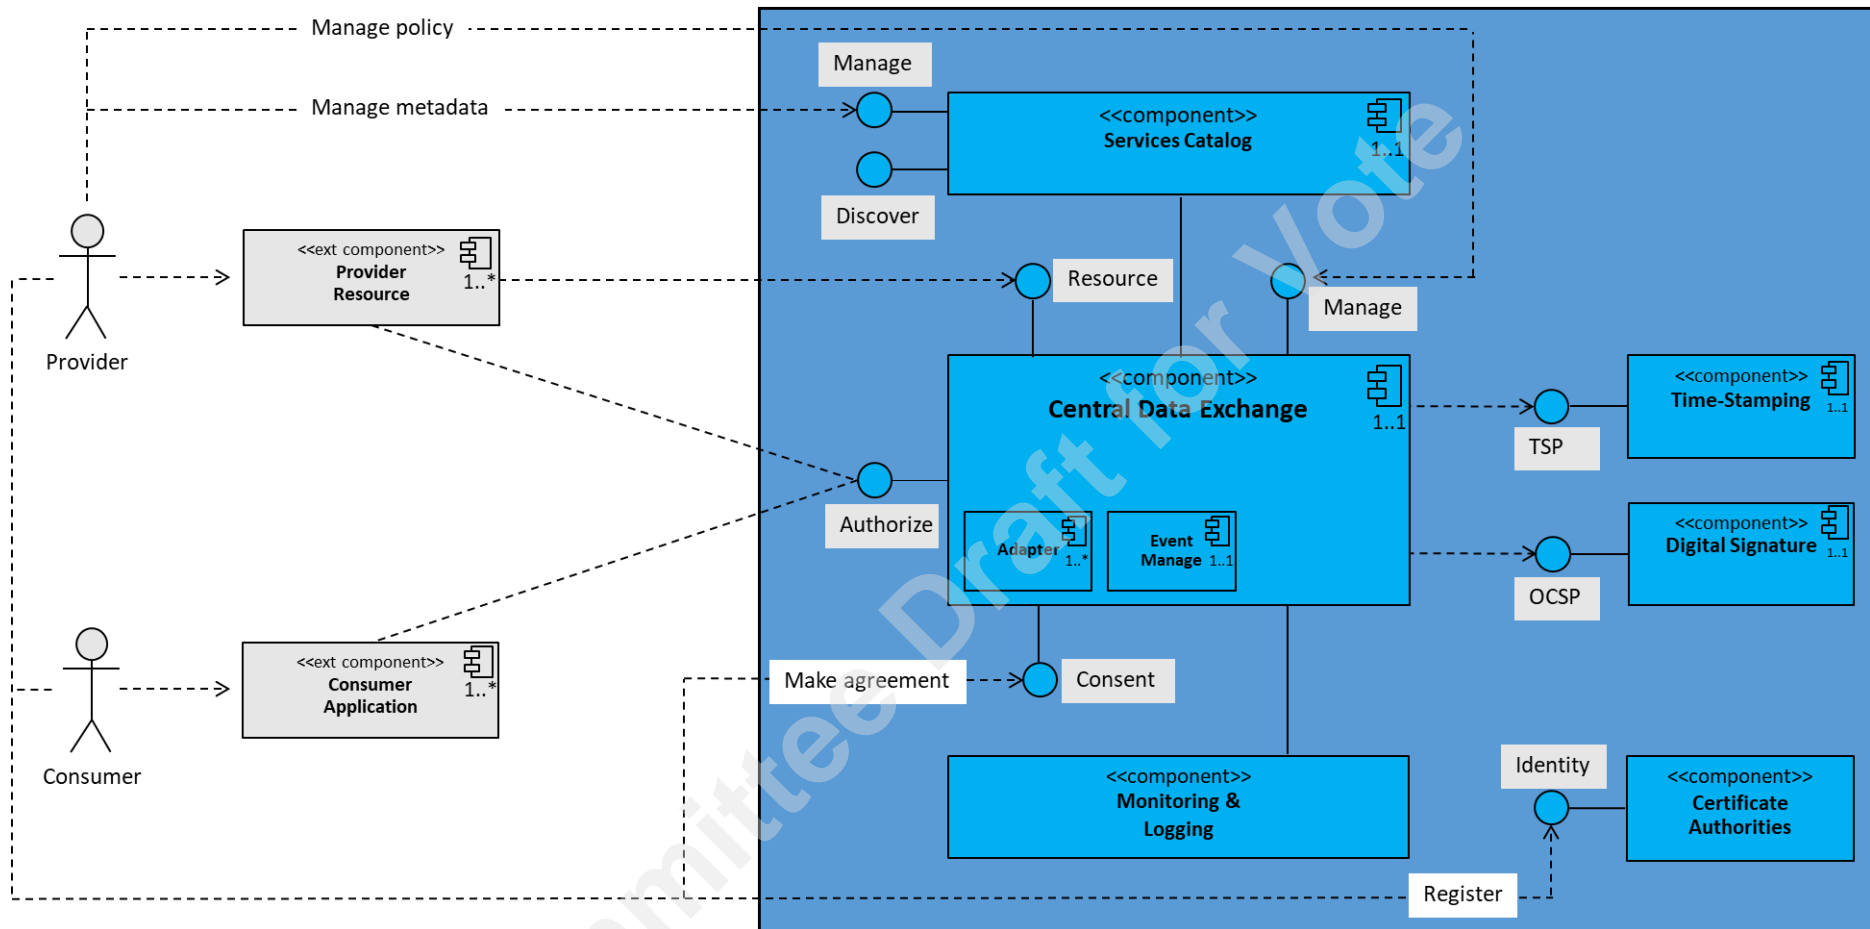 Manage policy
Manage
Manage metadata
<<component>>
Services Catalog
1..1
Discover
<<ext component>>
Provider
Resource
1..*
Provider
Resource
Manage
<<component>>
Central Data Exchange
1..1
<<component>>
Time-Stamping
1..1
TSP
Authorize
Adapter
1..*
Event
Manage
1..1
<<component>>
Digital Signature
1..1
OCSP
<<ext component>>
Consumer
Application
1..*
Consumer
Make agreement
Consent
<<component>>
Monitoring &
Logging
Identity
<<component>>
Certificate
Authorities
Register
mmittee Draft for Vote